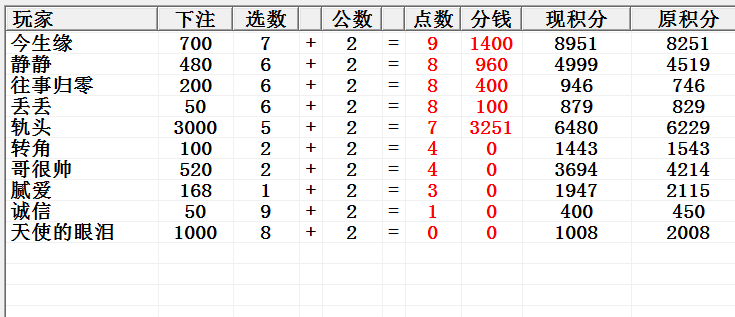 玩家 下注 选数 公数 点数 分钱 现积分 原积分
今生缘 700 7 + 2 = 9 1400 8951 8251
静静 480 6 + 2 = 8 960 4999 4519
往事归零 200 6 + 2 = 8 400 946 746
丢丢 50 6 + 2 = 8 100 879 829
轨头 3000 5 + 2 = 7 3251 6480 6229
转角 100 2 + 2 = 4 0 1443 1543
哥很帅 520 2 + 2 = 4 0 3694 4214
腻爱 168 1 + 2 = 3 0 1947 2115
诚信 50 9 + 2 = 1 0 400 450
天使的眼泪 1000 8 + 2 = 0 0 1008 2008